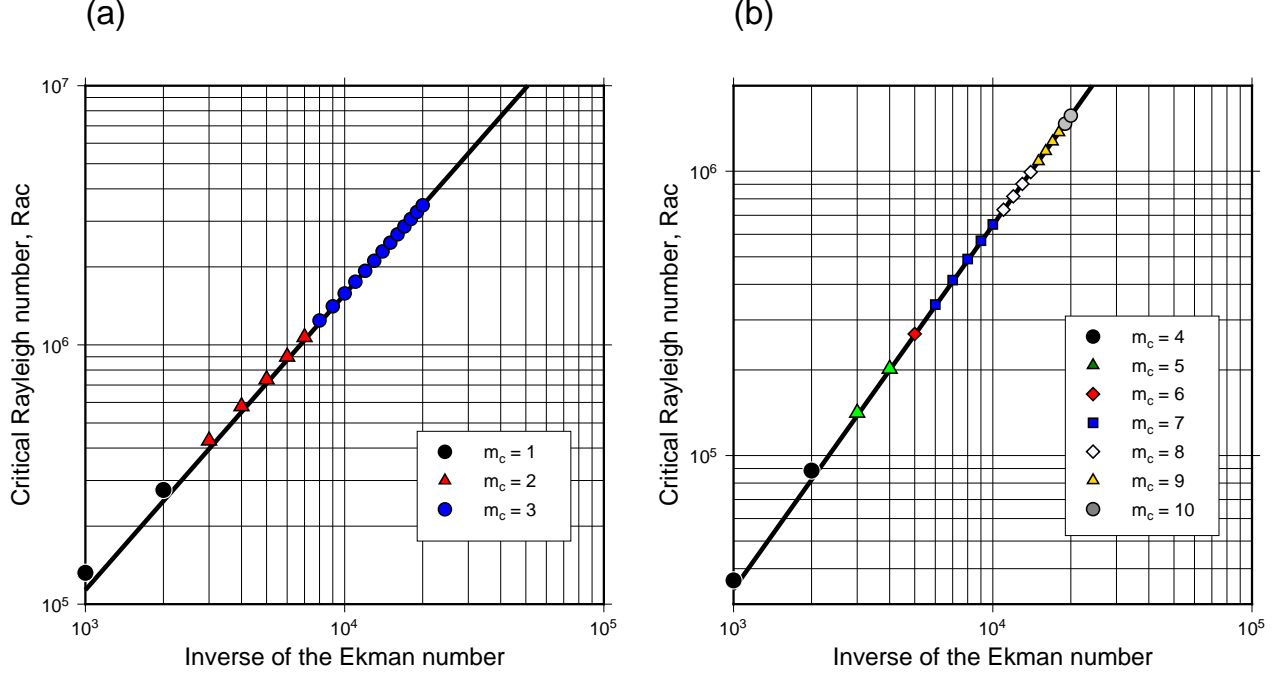 (a)
10^7
10^6
10^5
10^3
10^4
10^5
Critical Rayleigh number, Rac
Inverse of the Ekman number
m_c = 1
m_c = 2
m_c = 3
(b)
10^6
10^5
10^3
10^4
10^5
Critical Rayleigh number, Rac
Inverse of the Ekman number
m_c = 4
m_c = 5
m_c = 6
m_c = 7
m_c = 8
m_c = 9
m_c = 10